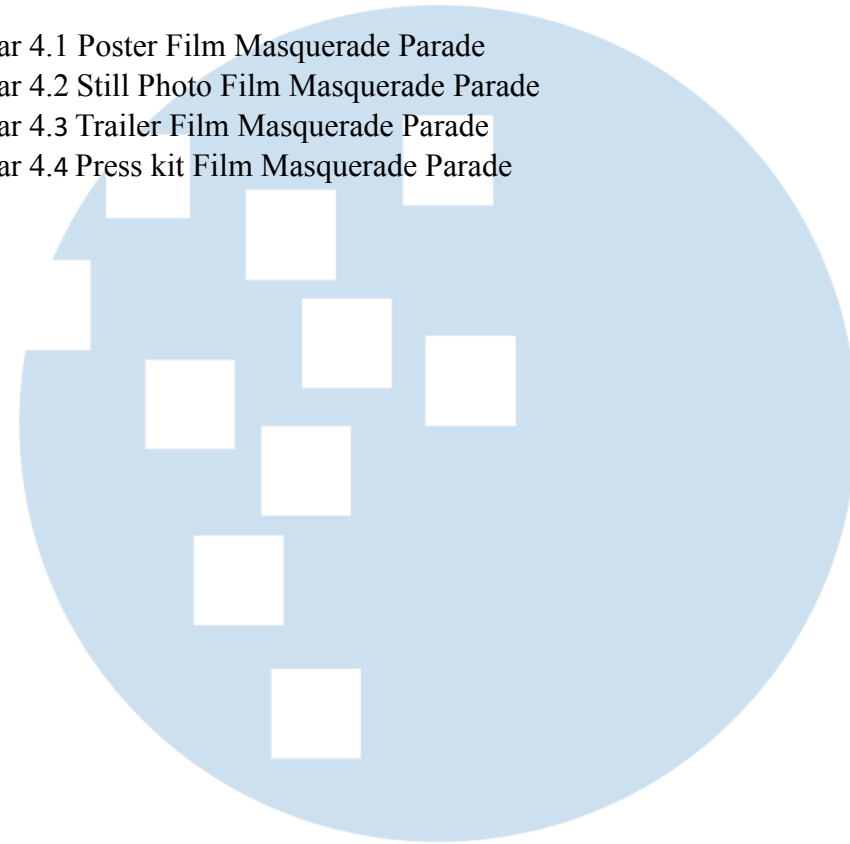 ar 4.1 Poster Film Masquerade Parade
ar 4.2 Still Photo Film Masquerade Parade
ar 4.3 Trailer Film Masquerade Parade
ar 4.4 Press kit Film Masquerade Parade